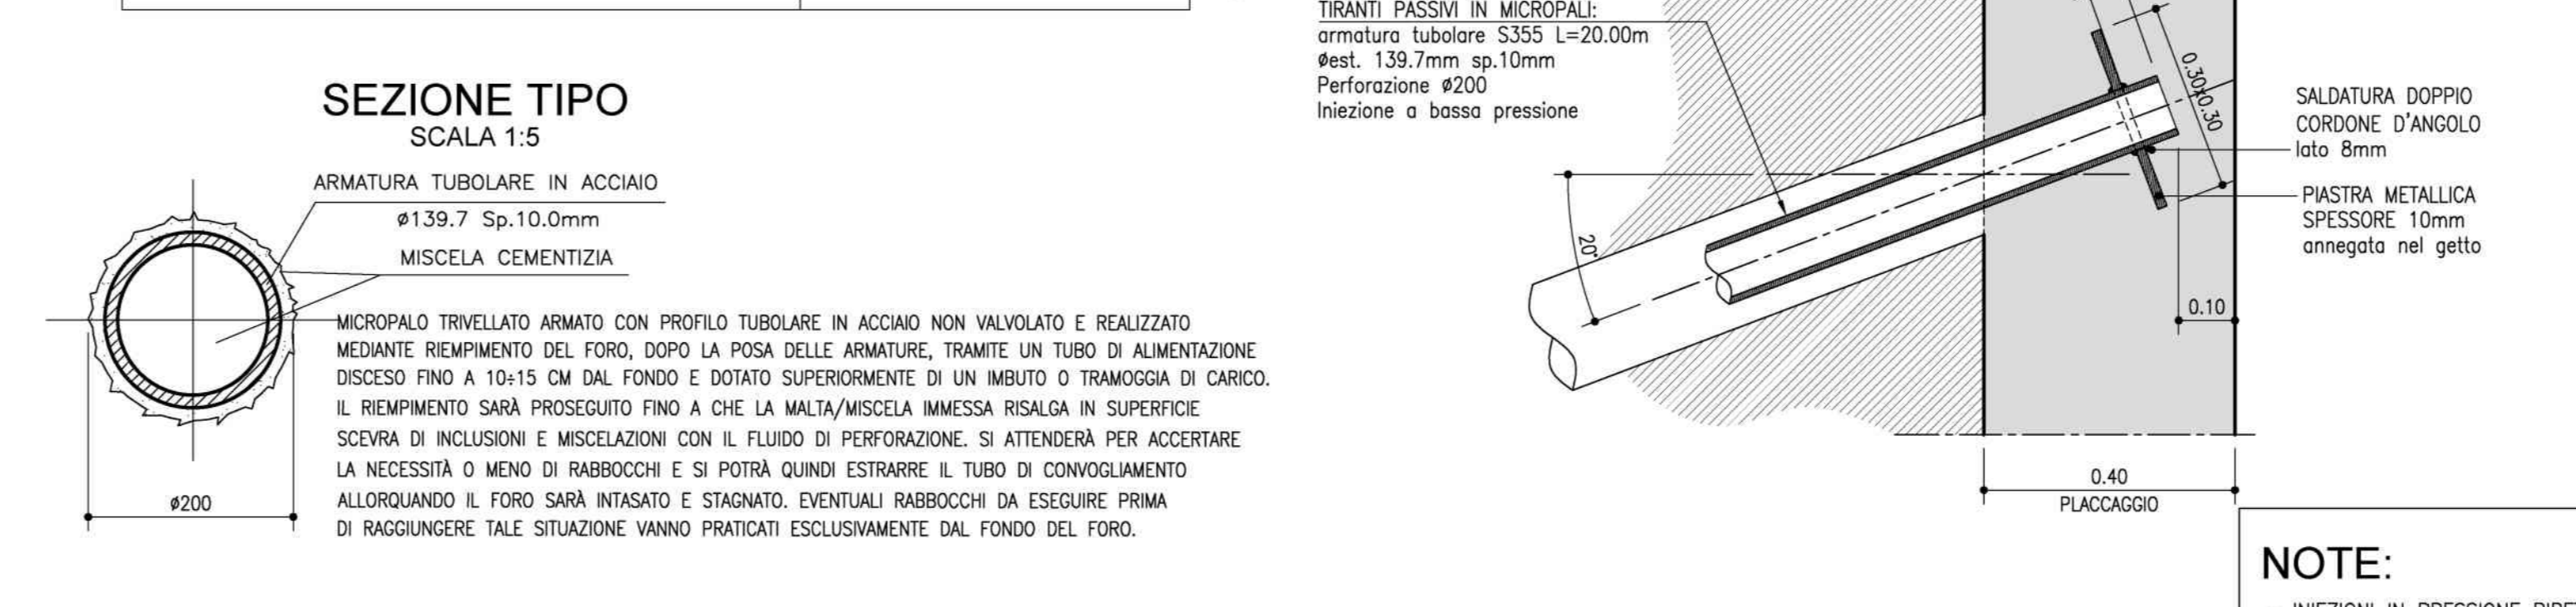 SEZIONE TIPO
SCALA 1:5
ARMATURA TUBOLARE IN ACCIAIO
ø139.7 Sp.10.0mm
MISCELA CEMENTIZIA
MICROPALO TRIVELLATO ARMATO CON PROFILO TUBOLARE IN ACCIAIO NON VALVOLATO E REALIZZATO
MEDIANTE RIEMPIMENTO DEL FORO, DOPO LA POSA DELLE ARMATURE, TRAMITE UN TUBO DI ALIMENTAZIONE
DISCESO FINO A 10÷15 CM DAL FONDO E DOTATO SUPERIORMENTE DI UN IMBUTO O TRAMOGGIA DI CARICO.
IL RIEMPIMENTO SARÀ PROSEGUITO FINO A CHE LA MALTA/MISCELA IMMESSA RISALGA IN SUPERFICIE
SCEVRA DI INCLUSIONI E MISCELAZIONI CON IL FLUIDO DI PERFORAZIONE. SI ATTENDERÀ PER ACCERTARE
LA NECESSITÀ O MENO DI RABBOCCHI E SI POTRÀ QUINDI ESTRARRE IL TUBO DI CONVOGLIAMENTO
ALLORQUANDO IL FORO SARÀ INTASATO E STAGNATO. EVENTUALI RABBOCCHI DA ESEGUIRE PRIMA
DI RAGGIUNGERE TALE SITUAZIONE VANNO PRATICATI ESCLUSIVAMENTE DAL FONDO DEL FORO.
ø200
TIRANTI PASSIVI IN MICROPALI:
armatura tubolare S355 L=20.00m
øest. 139.7mm sp.10mm
Perforazione ø200
Iniezione a bassa pressione
20°
0.30x0.30
SALDATURA DOPPIO
CORDONE D'ANGOLO
lato 8mm
PIASTRA METALLICA
SPESSORE 10mm
annegata nel getto
0.10
0.40
PLACCAGGIO
NOTE: